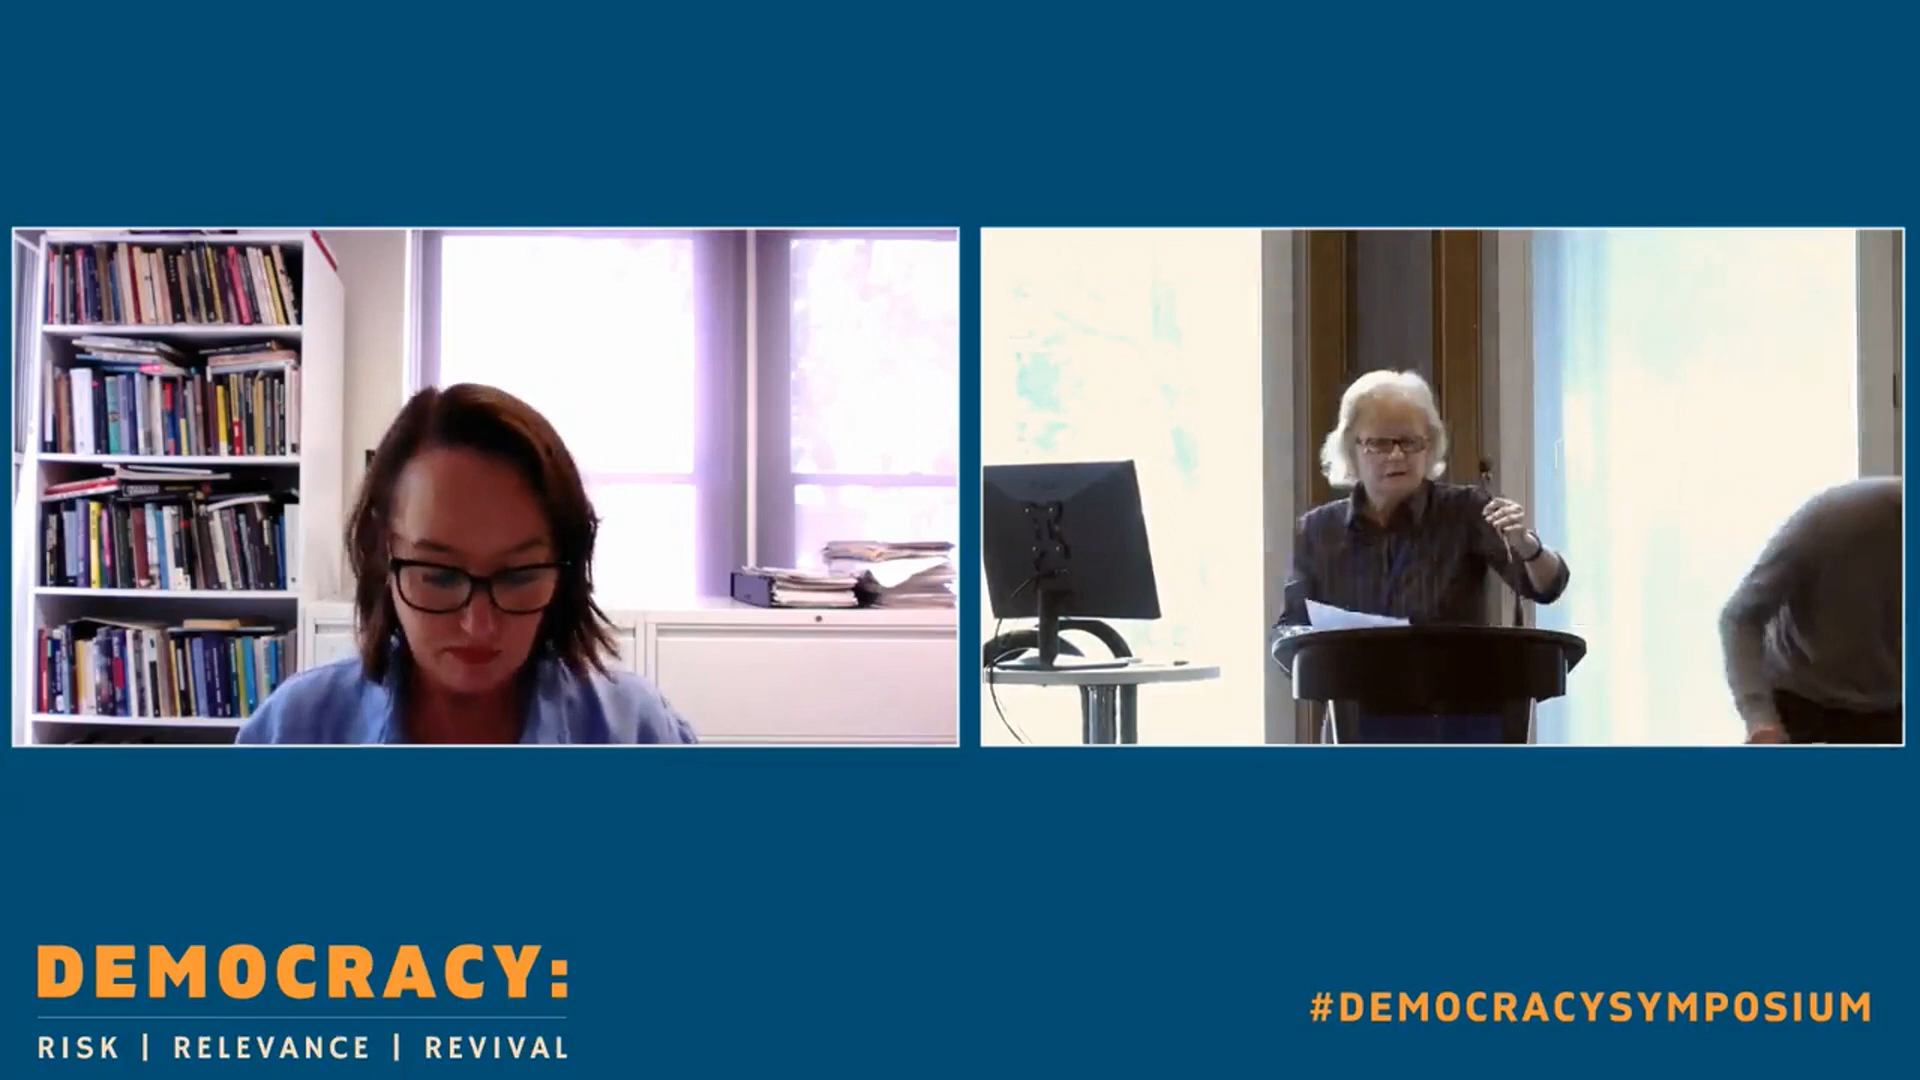 DEMOCRACY:
RISK | RELEVANCE | REVIVAL
#DEMOCRACYSYMPOSIUM